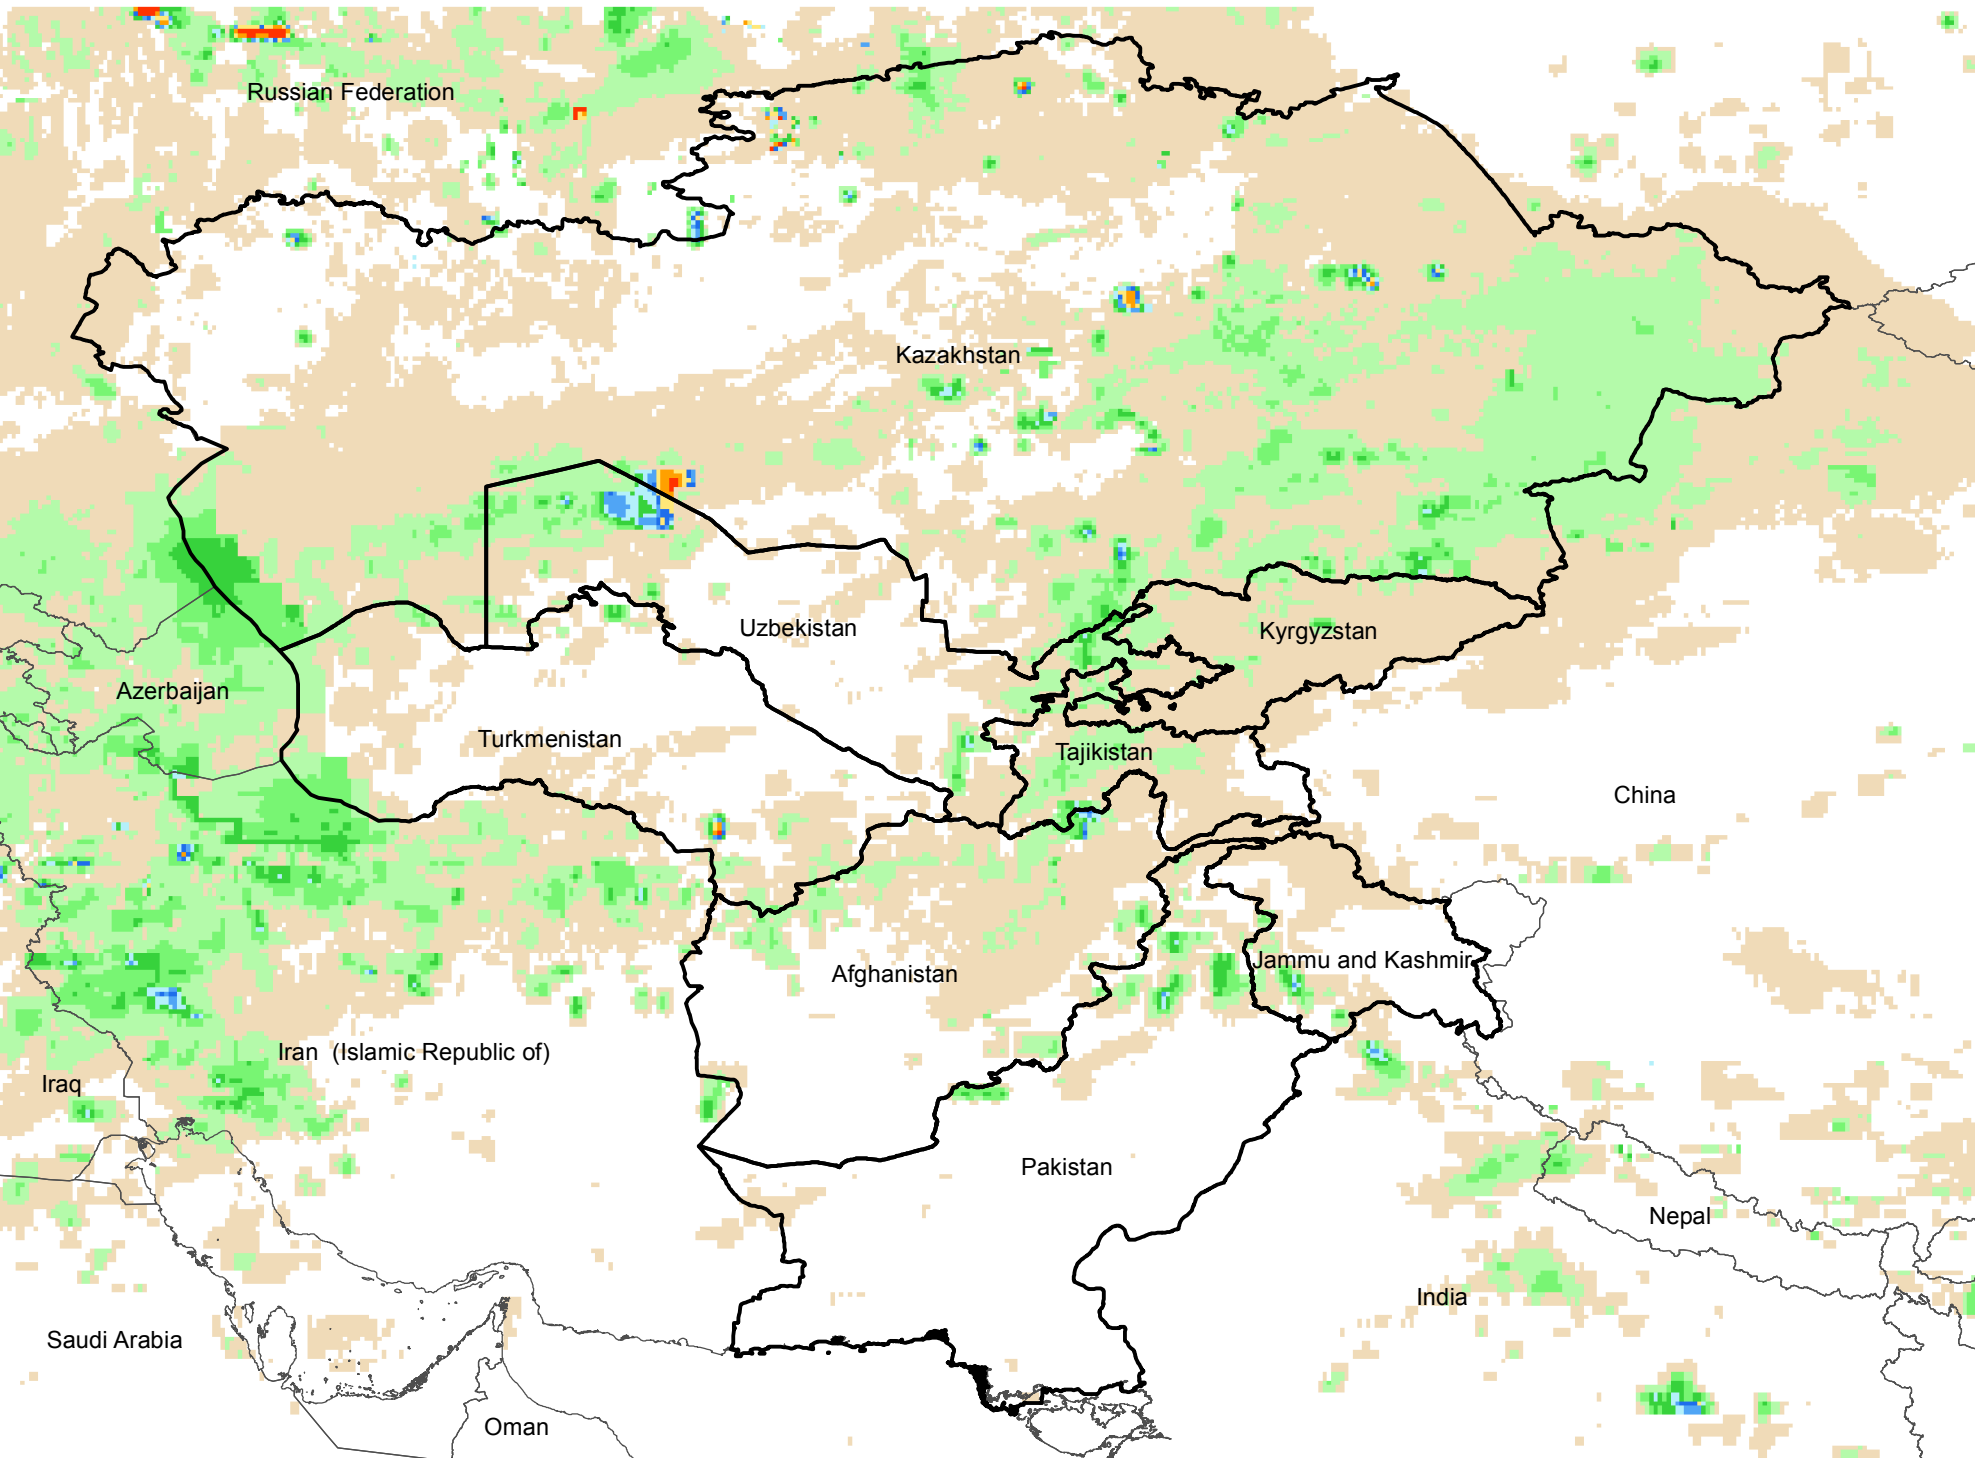 Russian Federation
Kazakhstan
Uzbekistan
Kyrgyzstan
Azerbaijan
Turkmenistan
Tajikistan
China
Afghanistan
Jammu and Kashmir
Iran (Islamic Republic of)
Iraq
Pakistan
Nepal
India
Saudi Arabia
Oman